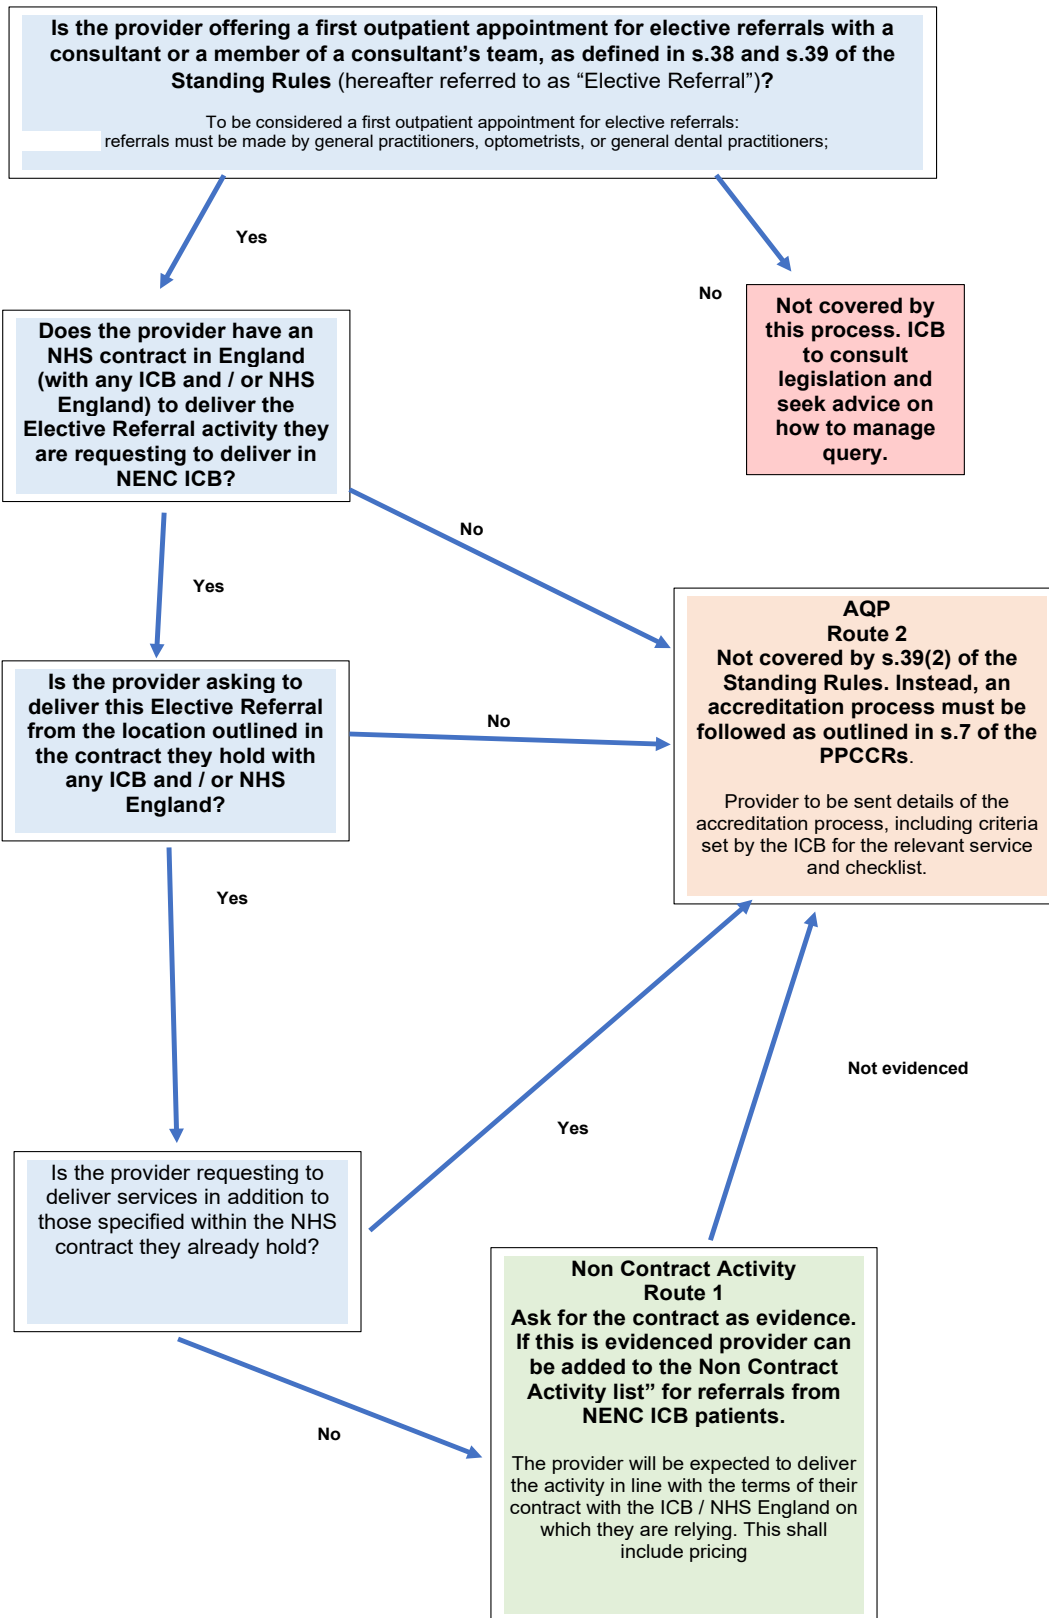 Is the provider offering a first outpatient appointment for elective referrals with a
consultant or a member of a consultant's team, as defined in s.38 and s.39 of the
Standing Rules (hereafter referred to as “Elective Referral”)?
To be considered a first outpatient appointment for elective referrals:
referrals must be made by general practitioners, optometrists, or general dental practitioners;
Yes
No
Does the provider have an
NHS contract in England
(with any ICB and / or NHS
England) to deliver the
Elective Referral activity they
are requesting to deliver in
NENC ICB?
Not covered by
this process. ICB
to consult
legislation and
seek advice on
how to manage
query.
No
Yes
Is the provider asking to
deliver this Elective Referral
from the location outlined in
the contract they hold with
any ICB and / or NHS
England?
No
AQP
Route 2
Not covered by s.39(2) of the
Standing Rules. Instead, an
accreditation process must be
followed as outlined in s.7 of the
PPCCRs.
Provider to be sent details of the
accreditation process, including criteria
set by the ICB for the relevant service
and checklist.
Yes
Not evidenced
Yes
Is the provider requesting to
deliver services in addition to
those specified within the NHS
contract they already hold?
No
Non Contract Activity
Route 1
Ask for the contract as evidence.
If this is evidenced provider can
be added to the Non Contract
Activity list” for referrals from
NENC ICB patients.
The provider will be expected to deliver
the activity in line with the terms of their
contract with the ICB / NHS England on
which they are relying. This shall
include pricing